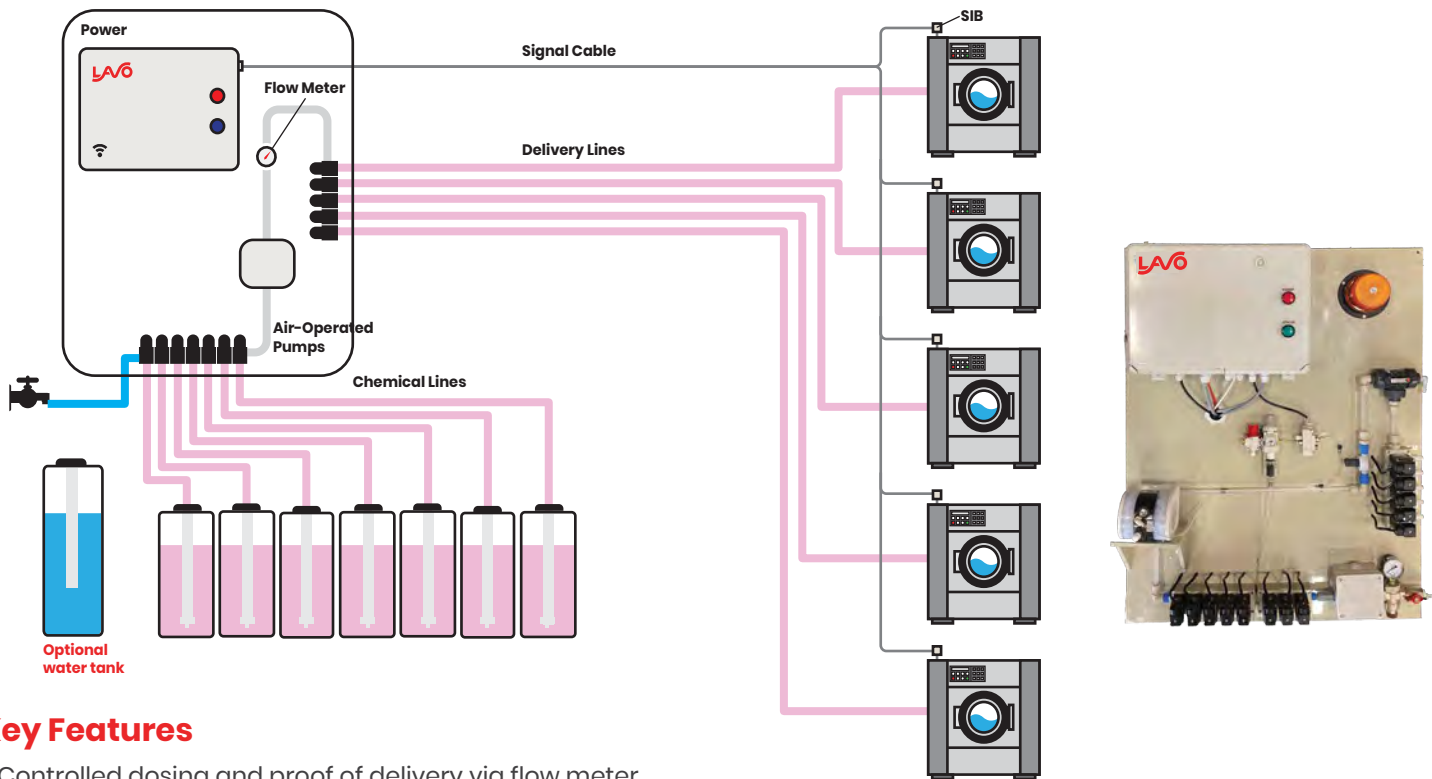 Power
LAVO
Flow Meter
Signal Cable
SIB
Delivery Lines
Air-Operated
Pumps
Chemical Lines
Optional
water tank
LAVO
Key Features
Controlled dosing and proof of delivery via flow meter